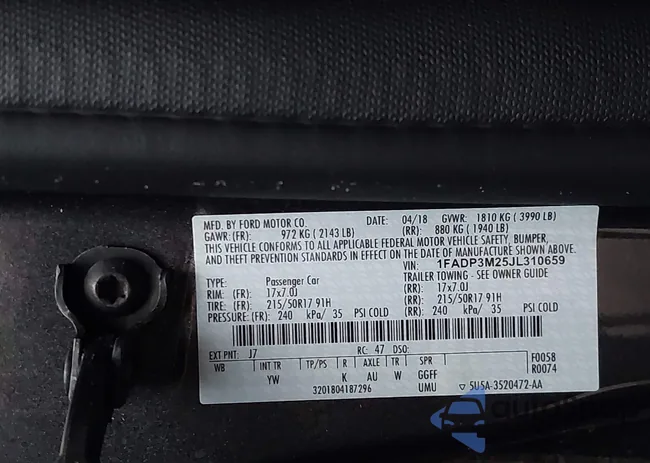 MFD. BY FORD MOTOR CO. DATE: 04/18 GVWR: 1810 KG ( 3990 LB)
GAWR: (FR) 972 KG ( 2143 LB) (RR) 880 KG ( 1940 LB)
THIS VEHICLE CONFORMS TO ALL APPLICABLE FEDERAL MOTOR VEHICLE SAFETY, BUMPER,
AND THEFT PREVENTION STANDARDS IN EFFECT ON THE DATE OF MANUFACTURE SHOWN ABOVE.
VIN: 1FADP3M25JL310659
TYPE: Passenger Car TRAILER TOWING - SEE OWNER GUIDE
RIM: (FR) 17x7.0J (RR) 17x7.0J
TIRE: (FR) 215/50R17 91H (RR) 215/50R17 91H
PRESSURE: (FR) 240 kPa/ 35 PSI COLD (RR) 240 kPa/ 35 PSI COLD
EXT PNT: J7 RC: 47 DSO:
WB INT TR TP/PS R AXLE TR SPR F0058
YW K AU W GGFF R0074
3201804187296 UMU ▽ 5U5A-3520472-AA